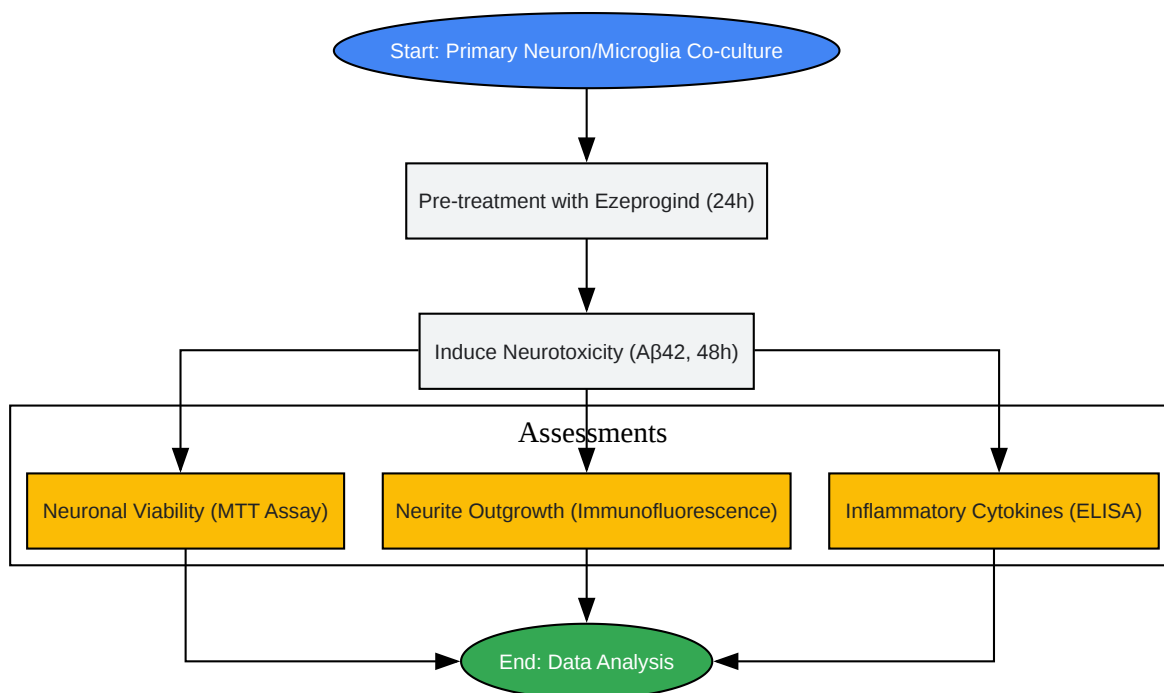 Start: Primary Neuron/Microglia Co-culture
Pre-treatment with Ezeprogind (24h)
Induce Neurotoxicity (Aβ42, 48h)
Assessments
Neuronal Viability (MTT Assay)
Neurite Outgrowth (Immunofluorescence)
Inflammatory Cytokines (ELISA)
End: Data Analysis